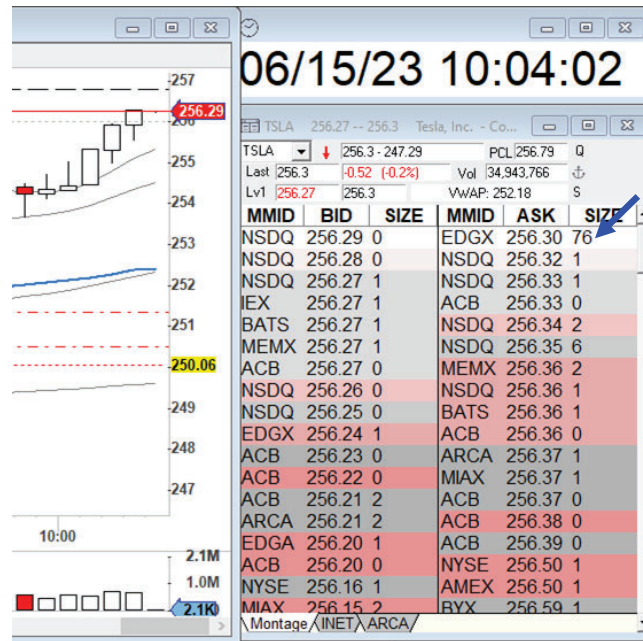 06/15/23 10:04:02
257
256.29
256
255
254
253
252
251
250.06
249
248
247
10:00
2.1M
1.0M
2.1K
TSLA 256.27 -- 256.3 Tesla, Inc. - Co...
TSLA 256.3 - 247.29 PCL 256.79 Q
Last 256.3 -0.52 (-0.2%) Vol 34,943,766
Lv1 256.27 256.3 VWAP: 252.18 S
MMID BID SIZE MMID ASK SIZE
NSDQ 256.29 0 EDGX 256.30 76
NSDQ 256.28 0 NSDQ 256.32 1
NSDQ 256.27 1 NSDQ 256.33 1
IEX 256.27 1 ACB 256.33 0
BATS 256.27 1 NSDQ 256.34 2
MEMX 256.27 1 NSDQ 256.35 6
ACB 256.27 0 MEMX 256.36 2
NSDQ 256.26 0 NSDQ 256.36 1
NSDQ 256.25 0 BATS 256.36 1
EDGX 256.24 1 ACB 256.36 0
ACB 256.23 0 ARCA 256.37 1
ACB 256.22 0 MIAX 256.37 1
ACB 256.21 2 ACB 256.37 0
ARCA 256.21 2 ACB 256.38 0
EDGA 256.20 1 ACB 256.39 0
ACB 256.20 0 NYSE 256.50 1
NYSE 256.16 1 AMEX 256.50 1
MIAX 256.15 2 BYX 256.59 1
Montage INET ARCA